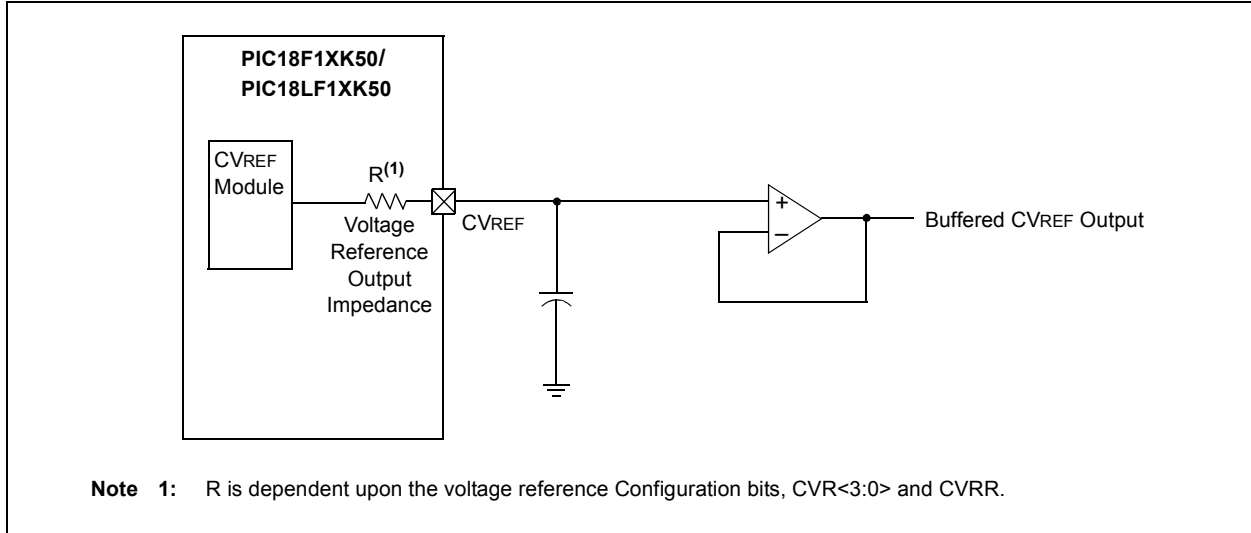 PIC18F1XK50/
PIC18LF1XK50
CVREF
Module
R(1)
Voltage
Reference
Output
Impedance
CVREF
+
–
Buffered CVREF Output
Note 1: R is dependent upon the voltage reference Configuration bits, CVR<3:0> and CVRR.